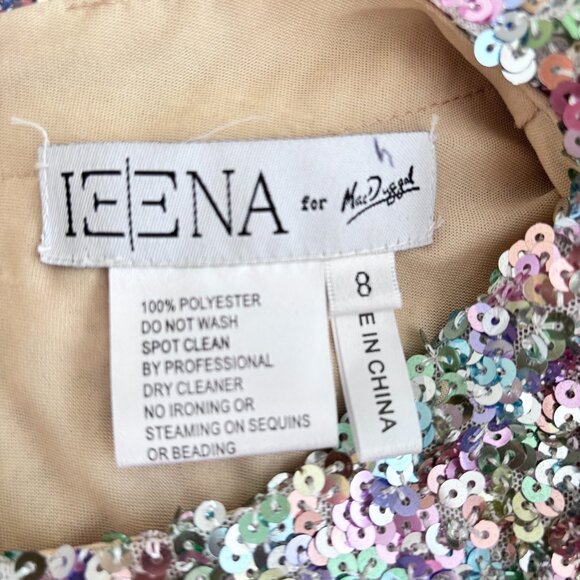 IEENA for Mac Duggal
h
100% POLYESTER
DO NOT WASH
SPOT CLEAN
BY PROFESSIONAL
DRY CLEANER
NO IRONING OR
STEAMING ON SEQUINS
OR BEADING
8
E IN CHINA